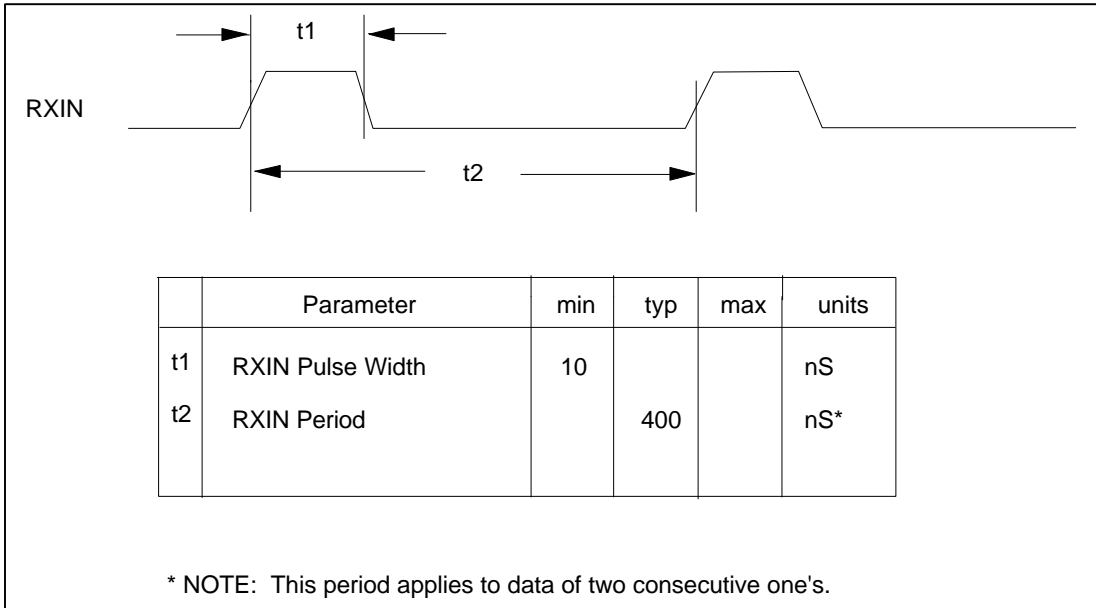 t1
RXIN
t2
Parameter min typ max units
t1 RXIN Pulse Width 10 nS
t2 RXIN Period 400 nS*
* NOTE: This period applies to data of two consecutive one's.